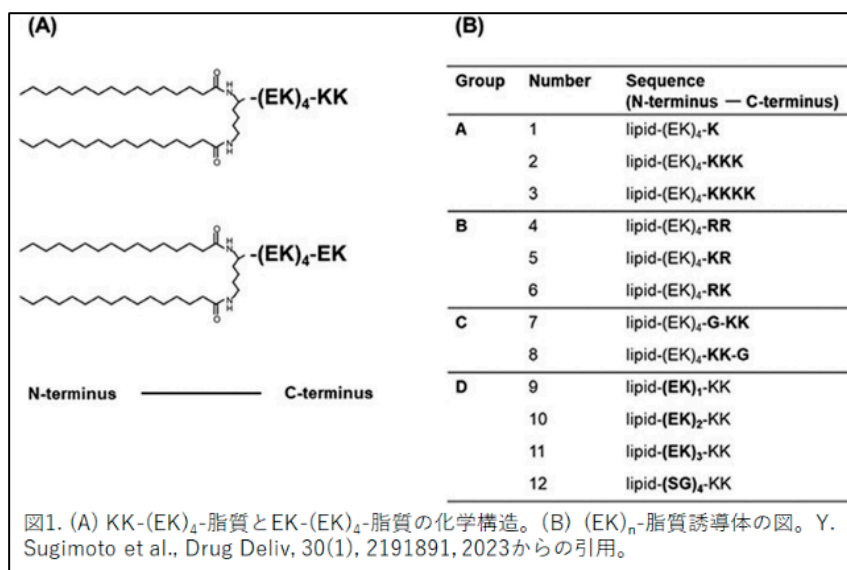 (A)
O
N
H
-(EK)₄-KK
N
H
O
O
N
H
-(EK)₄-EK
N
H
O
N-terminus C-terminus
(B)
Group Number Sequence
(N-terminus — C-terminus)
A 1 lipid-(EK)₄-K
2 lipid-(EK)₄-KKK
3 lipid-(EK)₄-KKKK
B 4 lipid-(EK)₄-RR
5 lipid-(EK)₄-KR
6 lipid-(EK)₄-RK
C 7 lipid-(EK)₄-G-KK
8 lipid-(EK)₄-KK-G
D 9 lipid-(EK)₁-KK
10 lipid-(EK)₂-KK
11 lipid-(EK)₃-KK
12 lipid-(SG)₄-KK
図1. (A) KK-(EK)₄-脂質とEK-(EK)₄-脂質の化学構造。(B) (EK)ₙ-脂質誘導体の図。Y.
Sugimoto et al., Drug Deliv, 30(1), 2191891, 2023からの引用。